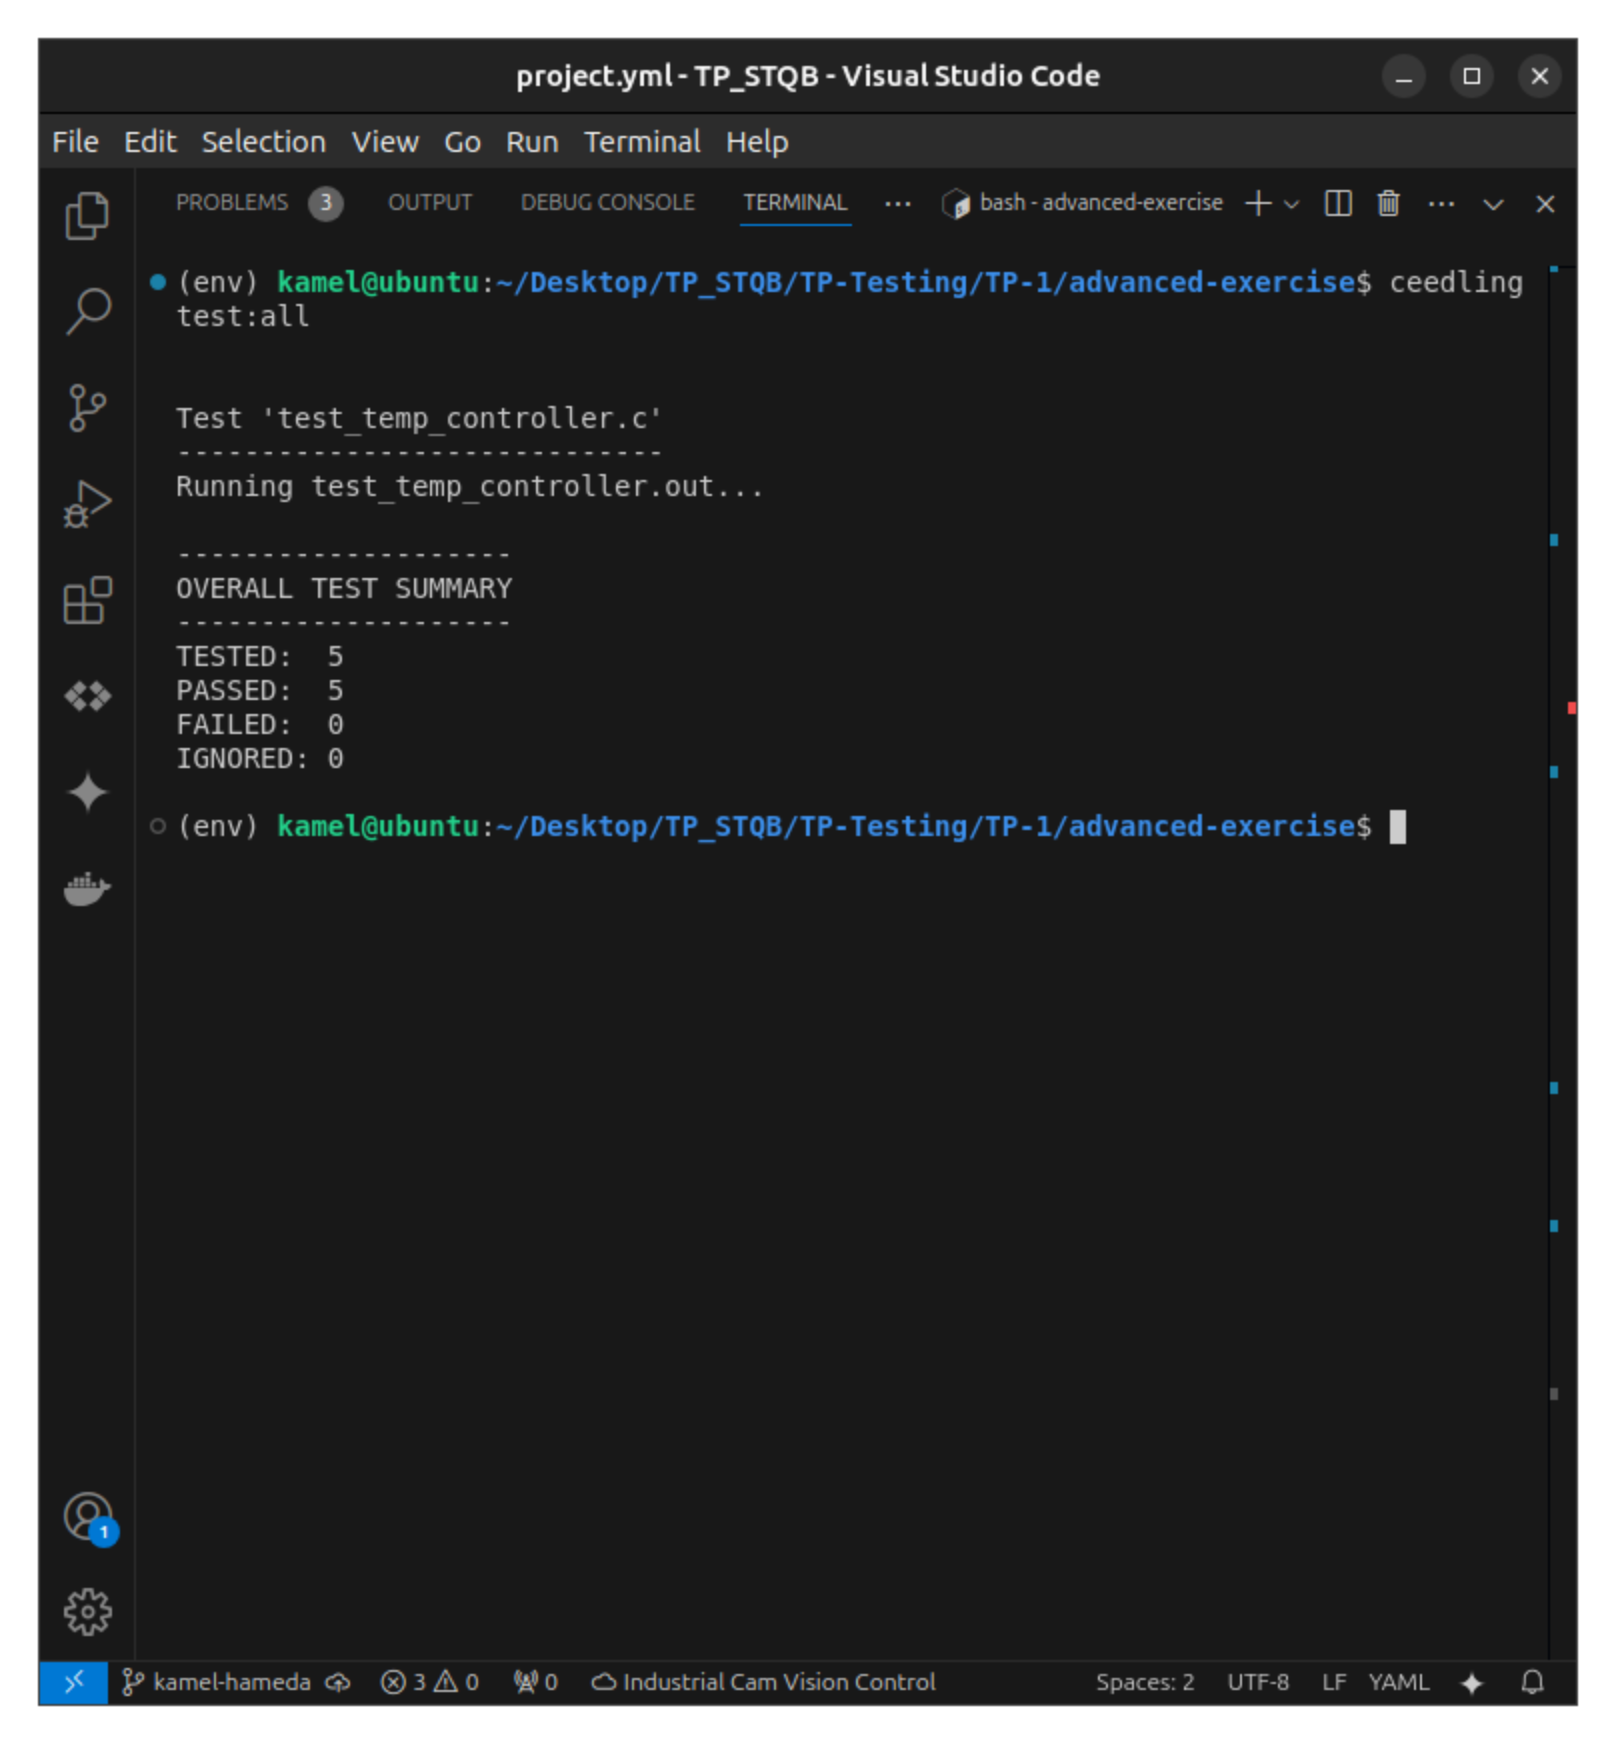 project.yml - TP_STQB - Visual Studio Code
File Edit Selection View Go Run Terminal Help
PROBLEMS 3 OUTPUT DEBUG CONSOLE TERMINAL ··· bash - advanced-exercise
(env) kamel@ubuntu:~/Desktop/TP_STQB/TP-Testing/TP-1/advanced-exercise$ ceedling
test:all
Test 'test_temp_controller.c'
-----------------------------
Running test_temp_controller.out...
--------------------
OVERALL TEST SUMMARY
--------------------
TESTED: 5
PASSED: 5
FAILED: 0
IGNORED: 0
(env) kamel@ubuntu:~/Desktop/TP_STQB/TP-Testing/TP-1/advanced-exercise$
1
kamel-hameda 3 0 0 Industrial Cam Vision Control Spaces: 2 UTF-8 LF YAML